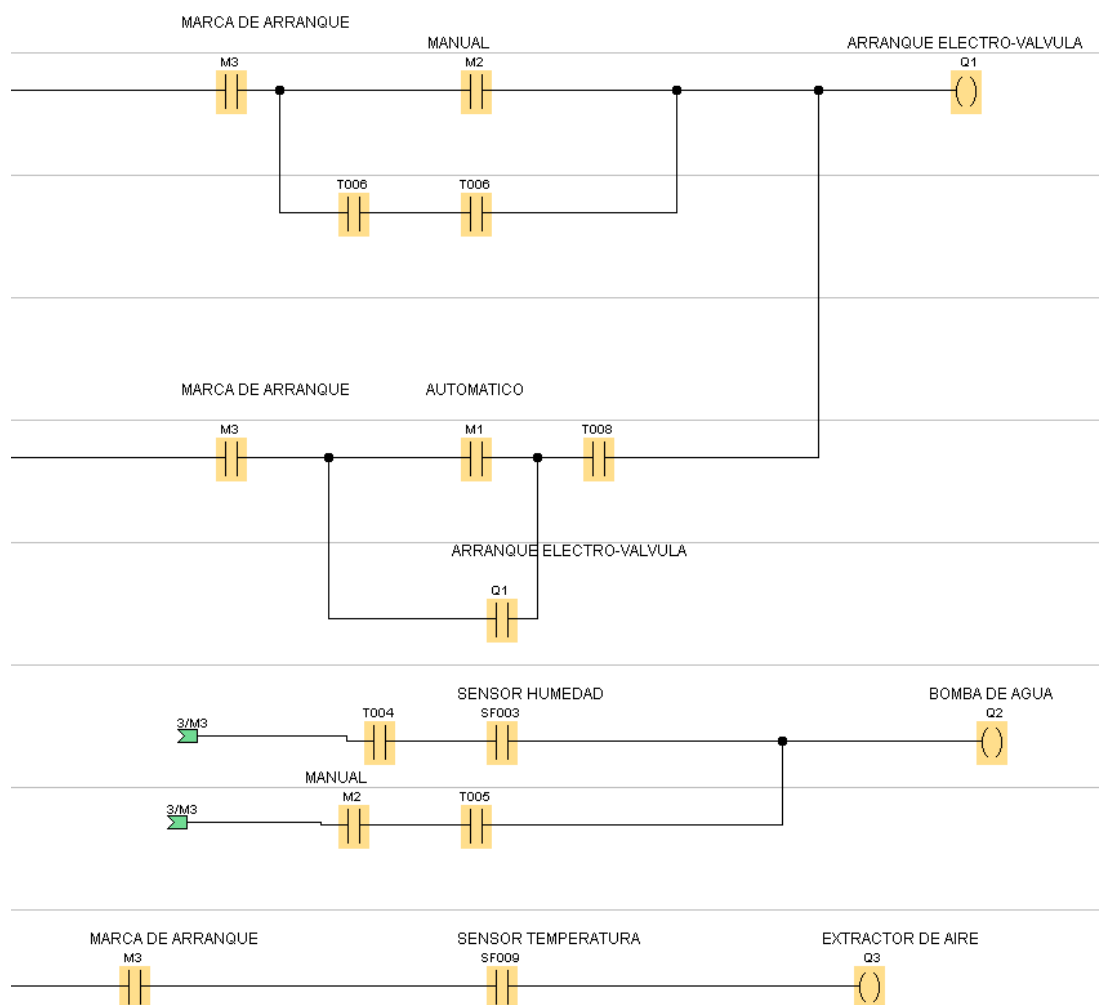 MARCA DE ARRANQUE
MANUAL
ARRANQUE ELECTRO-VALVULA
M3
M2
Q1
T006
T006
MARCA DE ARRANQUE
AUTOMATICO
M3
M1
T008
ARRANQUE ELECTRO-VALVULA
Q1
SENSOR HUMEDAD
BOMBA DE AGUA
3/M3
T004
SF003
Q2
MANUAL
3/M3
M2
T005
MARCA DE ARRANQUE
SENSOR TEMPERATURA
EXTRACTOR DE AIRE
M3
SF009
Q3